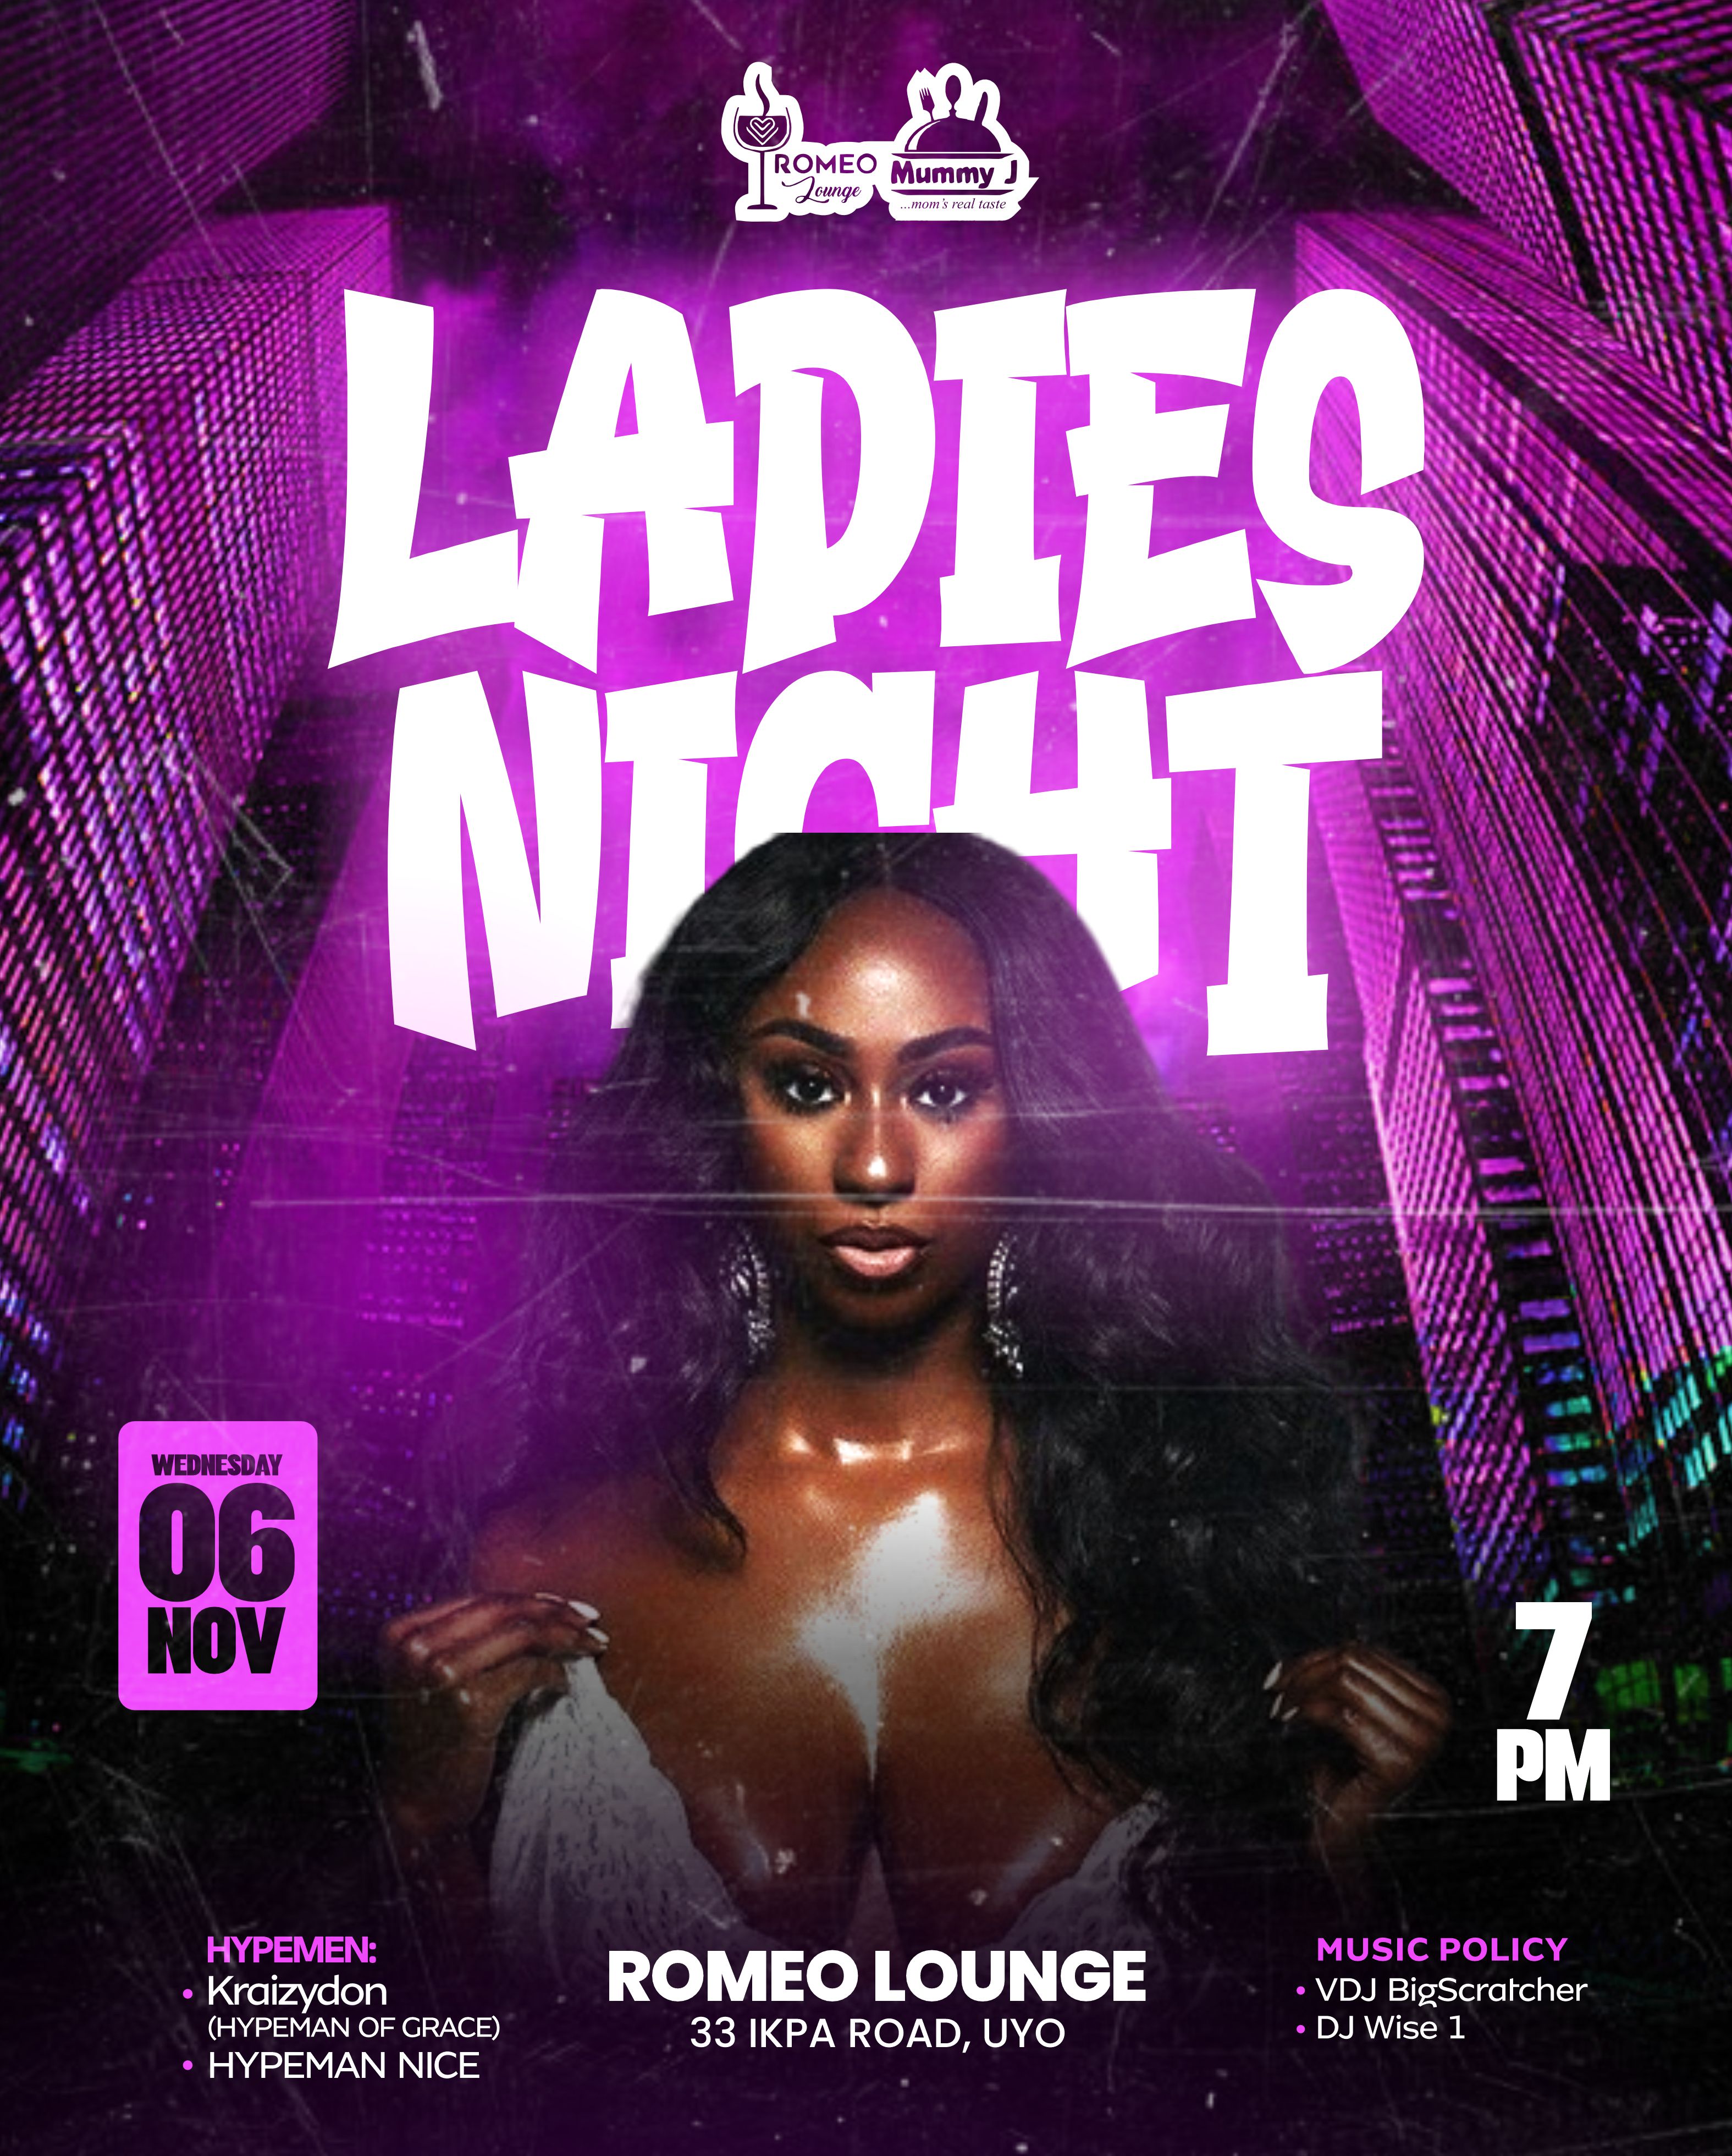 ROMEO
Lounge
Mummy J
...mom's real taste
LADIES
NIGHT
WEDNESDAY
06
NOV
7
PM
HYPEMEN:
• Kraizydon
(HYPEMAN OF GRACE)
• HYPEMAN NICE
ROMEO LOUNGE
33 IKPA ROAD, UYO
MUSIC POLICY
• VDJ BigScratcher
• DJ Wise 1